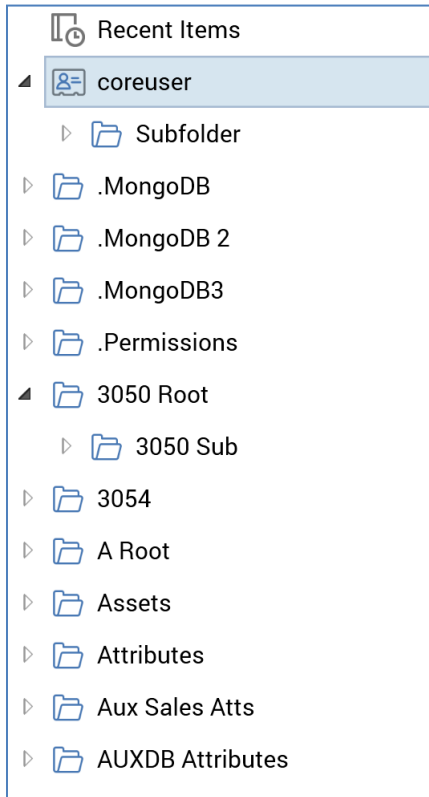 Recent Items
coreuser
Subfolder
.MongoDB
.MongoDB 2
.MongoDB3
.Permissions
3050 Root
3050 Sub
3054
A Root
Assets
Attributes
Aux Sales Atts
AUXDB Attributes